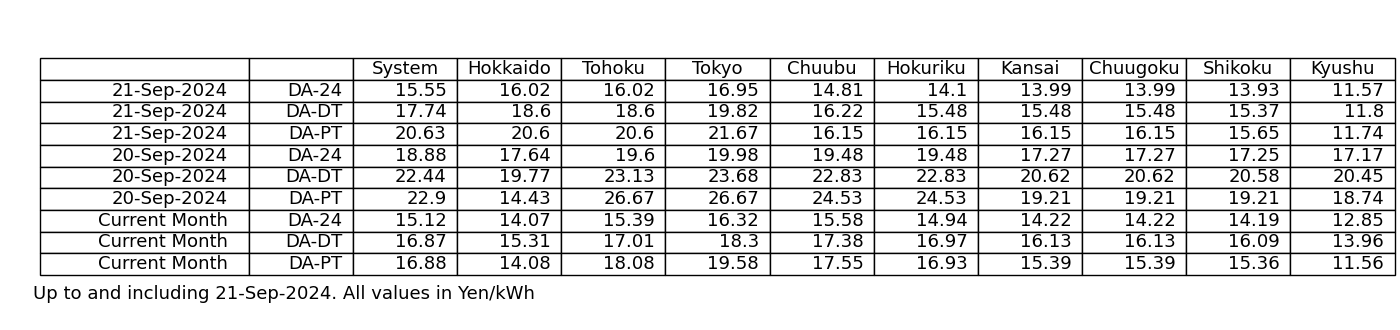 System Hokkaido Tohoku Tokyo Chuubu Hokuriku Kansai Chuugoku Shikoku Kyushu
21-Sep-2024 DA-24 15.55 16.02 16.02 16.95 14.81 14.1 13.99 13.99 13.93 11.57
21-Sep-2024 DA-DT 17.74 18.6 18.6 19.82 16.22 15.48 15.48 15.48 15.37 11.8
21-Sep-2024 DA-PT 20.63 20.6 20.6 21.67 16.15 16.15 16.15 16.15 15.65 11.74
20-Sep-2024 DA-24 18.88 17.64 19.6 19.98 19.48 19.48 17.27 17.27 17.25 17.17
20-Sep-2024 DA-DT 22.44 19.77 23.13 23.68 22.83 22.83 20.62 20.62 20.58 20.45
20-Sep-2024 DA-PT 22.9 14.43 26.67 26.67 24.53 24.53 19.21 19.21 19.21 18.74
Current Month DA-24 15.12 14.07 15.39 16.32 15.58 14.94 14.22 14.22 14.19 12.85
Current Month DA-DT 16.87 15.31 17.01 18.3 17.38 16.97 16.13 16.13 16.09 13.96
Current Month DA-PT 16.88 14.08 18.08 19.58 17.55 16.93 15.39 15.39 15.36 11.56
Up to and including 21-Sep-2024. All values in Yen/kWh